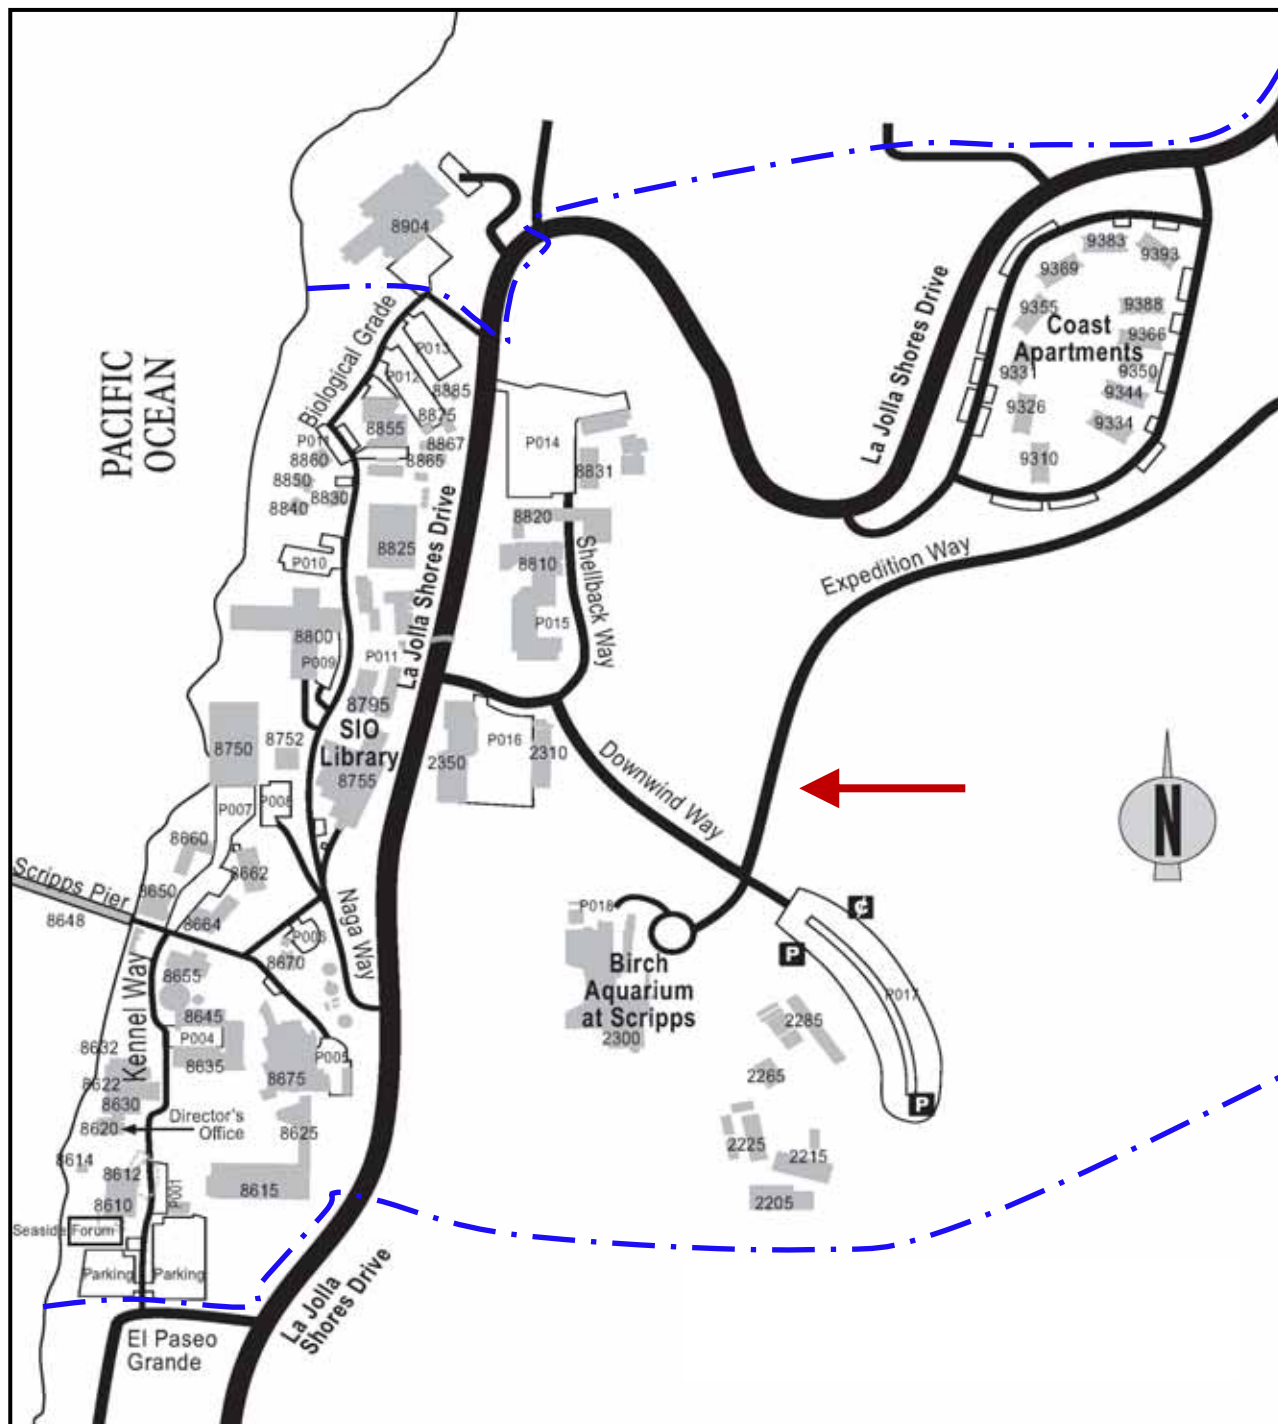 8904
9383
9393
9369
Biological Grade
La Jolla Shores Drive
9355
9388
Coast
Apartments
9366
P013
PACIFIC
OCEAN
9331
9350
P012
8885
9344
9326
8875
9334
8855
P011
8867
P014
8860
8865
9310
8850
8831
8830
8840
La Jolla Shores Drive
8820
Shellback Way
Expedition Way
8825
P010
8810
P015
8800
P011
P009
8795
SIO
Library
8750
8752
P016
2350
2310
8755
Downwind Way
N
P008
P007
8660
Scripps Pier
8662
8650
Naga Way
P018
¢
8648
8664
P006
P
8670
Birch
Aquarium
at Scripps
8655
P017
Kennel Way
8645
2285
P004
2300
8632
8635
P005
2265
8675
8622
8630
P
Director's
Office
8620
8625
2225
8614
2215
8612
P001
8615
8610
2205
Seaside Forum
Parking
Parking
La Jolla
Shores Drive
El Paseo
Grande